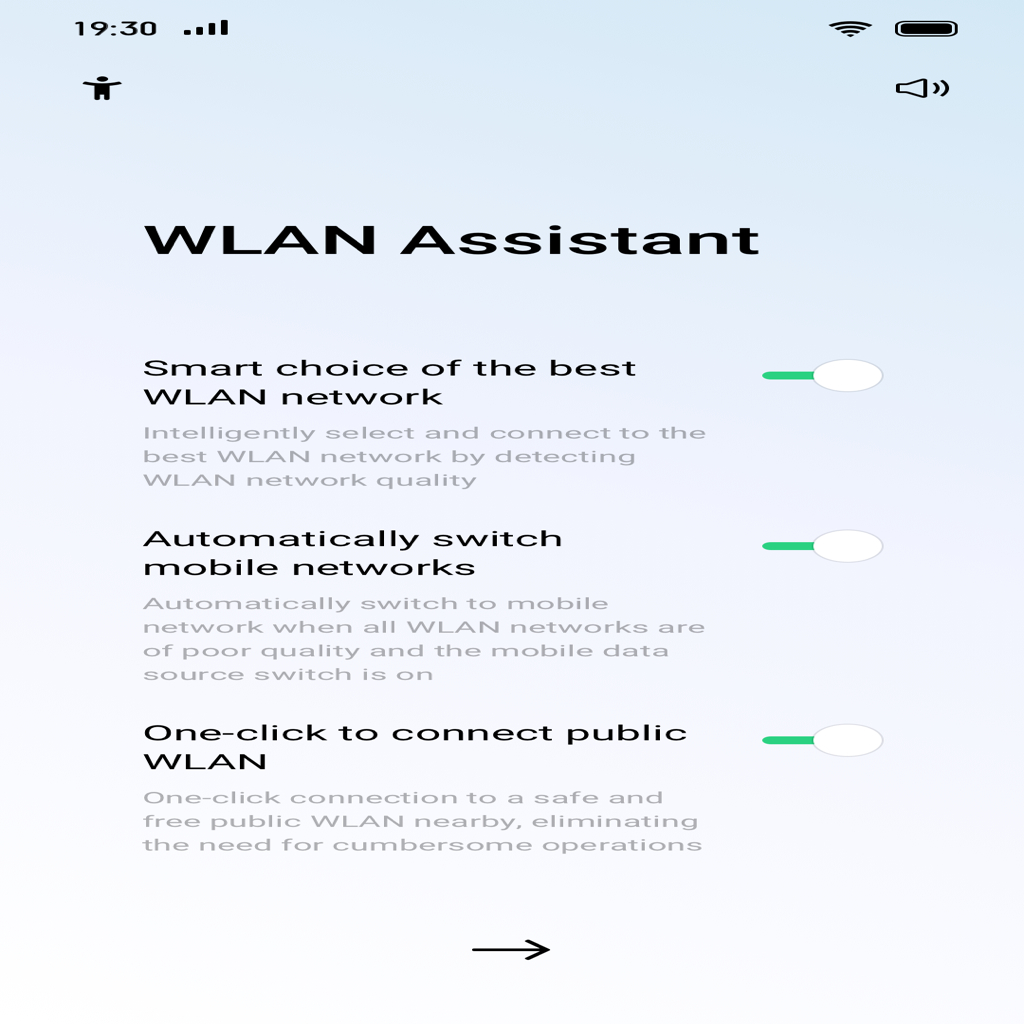 19:30
WLAN Assistant
Smart choice of the best
WLAN network
Intelligently select and connect to the
best WLAN network by detecting
WLAN network quality
Automatically switch
mobile networks
Automatically switch to mobile
network when all WLAN networks are
of poor quality and the mobile data
source switch is on
One-click to connect public
WLAN
One-click connection to a safe and
free public WLAN nearby, eliminating
the need for cumbersome operations